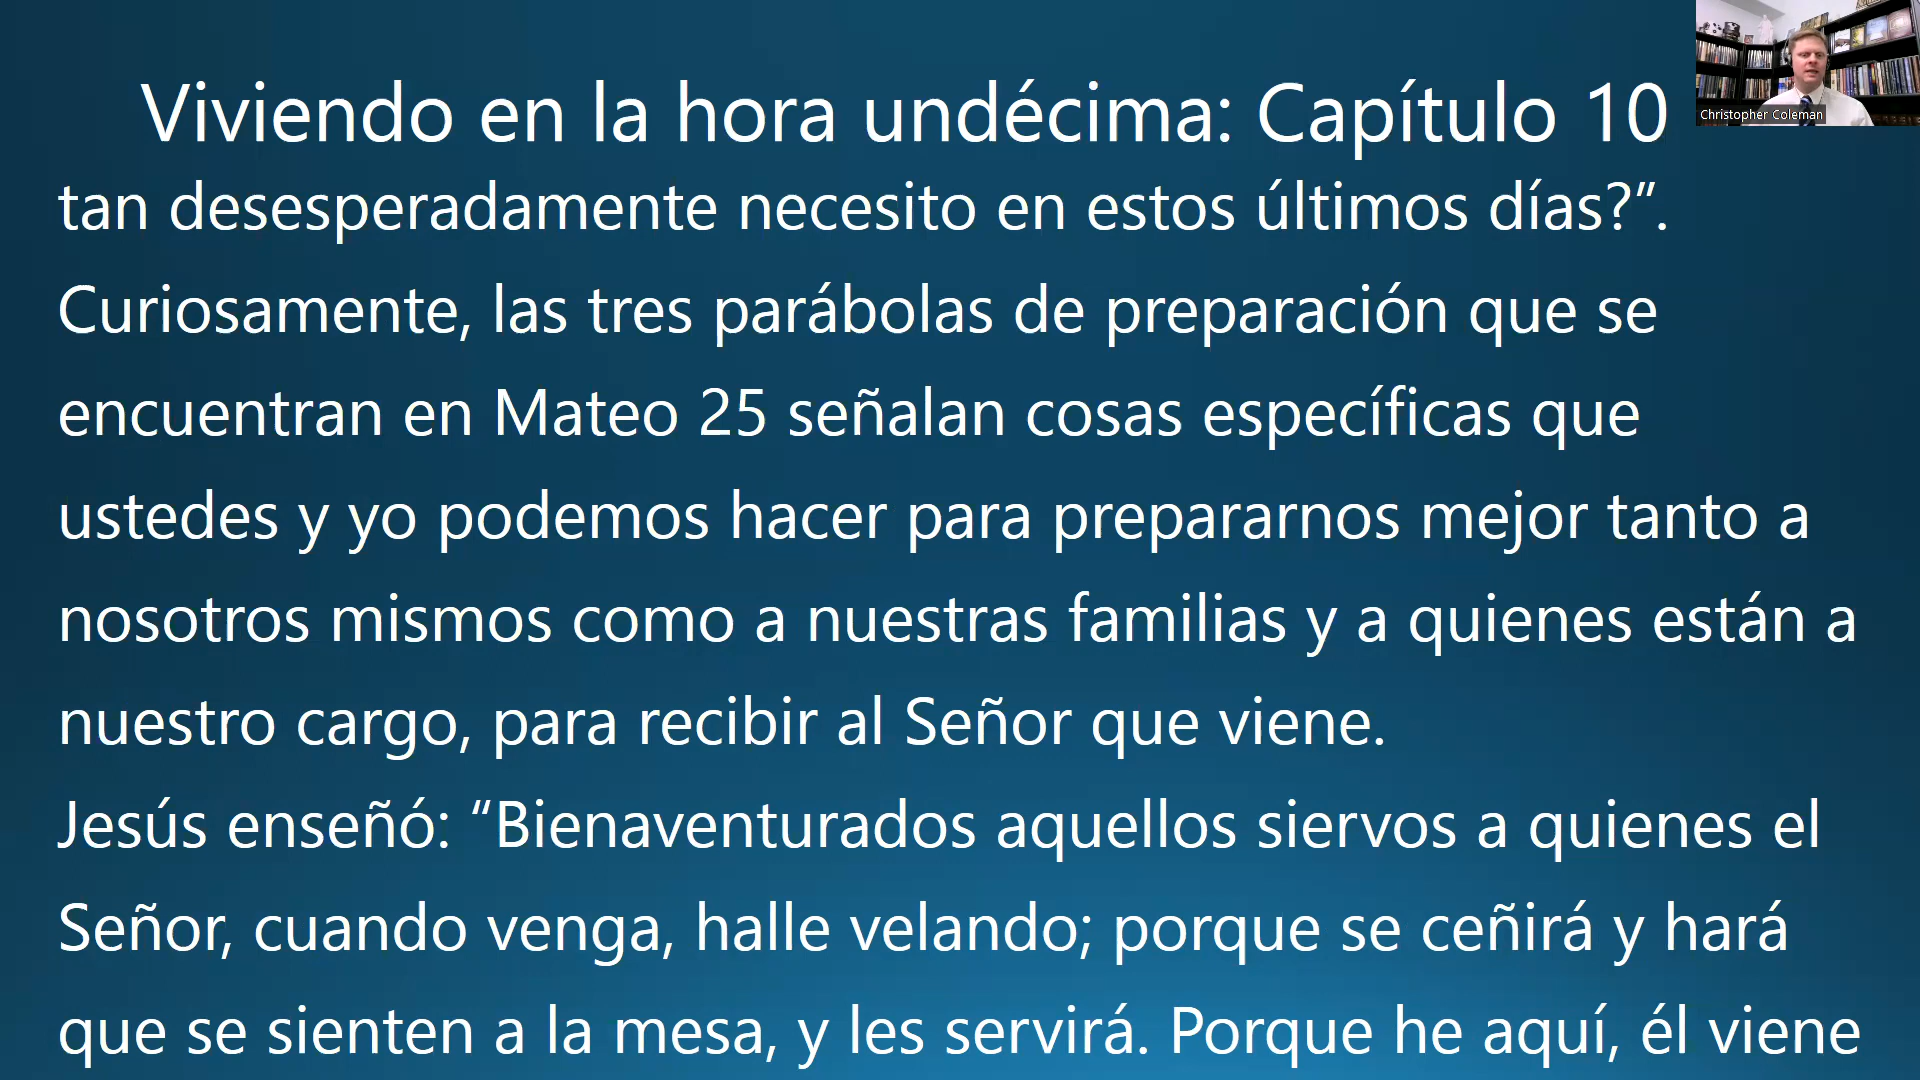 Viviendo en la hora undécima: Capítulo 10
Christopher Coleman
tan desesperadamente necesito en estos últimos días?”.
Curiosamente, las tres parábolas de preparación que se
encuentran en Mateo 25 señalan cosas específicas que
ustedes y yo podemos hacer para prepararnos mejor tanto a
nosotros mismos como a nuestras familias y a quienes están a
nuestro cargo, para recibir al Señor que viene.
Jesús enseñó: “Bienaventurados aquellos siervos a quienes el
Señor, cuando venga, halle velando; porque se ceñirá y hará
que se sienten a la mesa, y les servirá. Porque he aquí, él viene